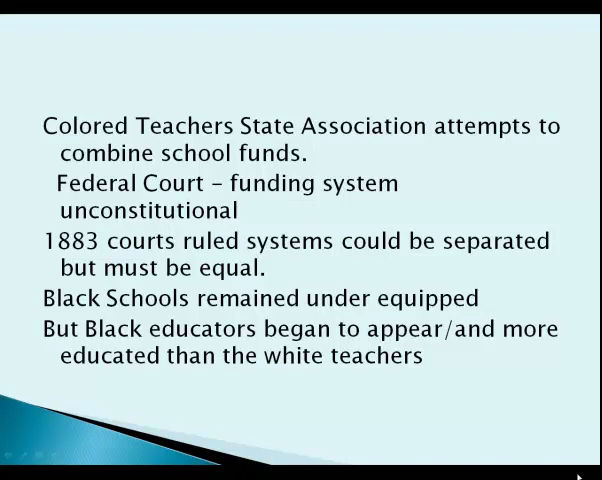 Colored Teachers State Association attempts to
combine school funds.
Federal Court – funding system
unconstitutional
1883 courts ruled systems could be separated
but must be equal.
Black Schools remained under equipped
But Black educators began to appear/and more
educated than the white teachers